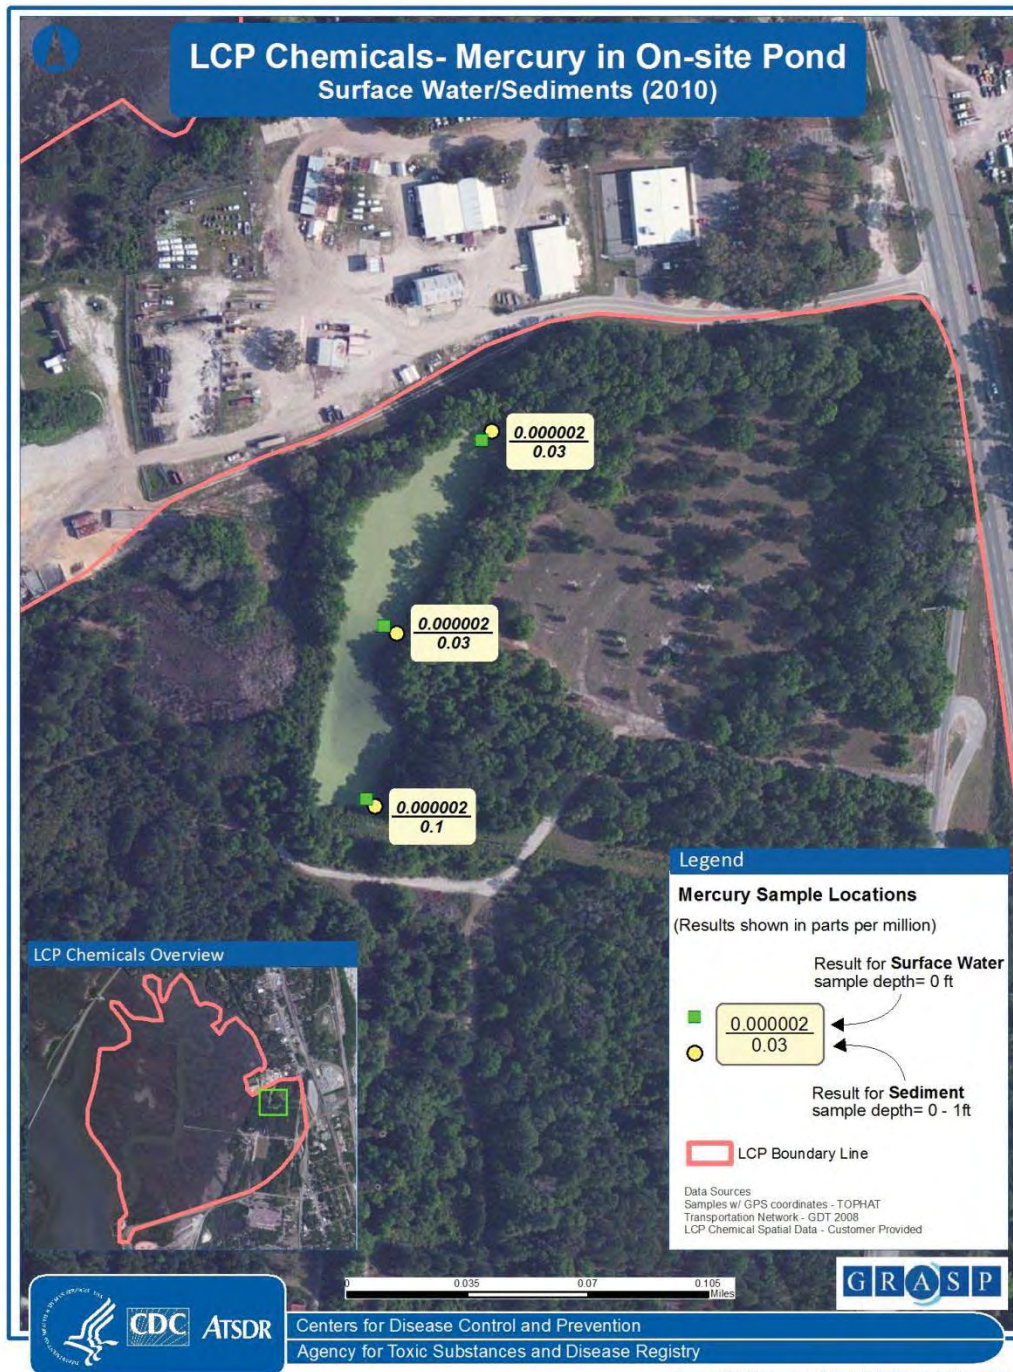 LCP Chemicals- Mercury in On-site Pond
Surface Water/Sediments (2010)
0.000002
0.03
0.000002
0.03
0.000002
0.1
Legend
Mercury Sample Locations
(Results shown in parts per million)
Result for Surface Water
sample depth= 0 ft
0.000002
0.03
Result for Sediment
sample depth= 0 - 1ft
LCP Boundary Line
Data Sources
Samples w/ GPS coordinates - TOPHAT
Transportation Network - GDT 2008
LCP Chemical Spatial Data - Customer Provided
LCP Chemicals Overview
0 0.035 0.07 0.105
Miles
GRASP
CDC ATSDR
Centers for Disease Control and Prevention
Agency for Toxic Substances and Disease Registry